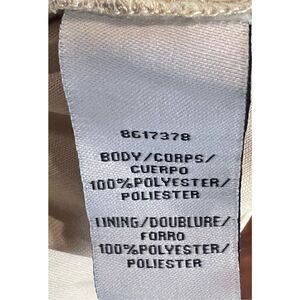 8617378
BODY/CORPS/
CUERPO
100%POLYESTER/
POLIESTER
LINING/DOUBLURE/
FORRO
100%POLYESTER/
POLIESTER